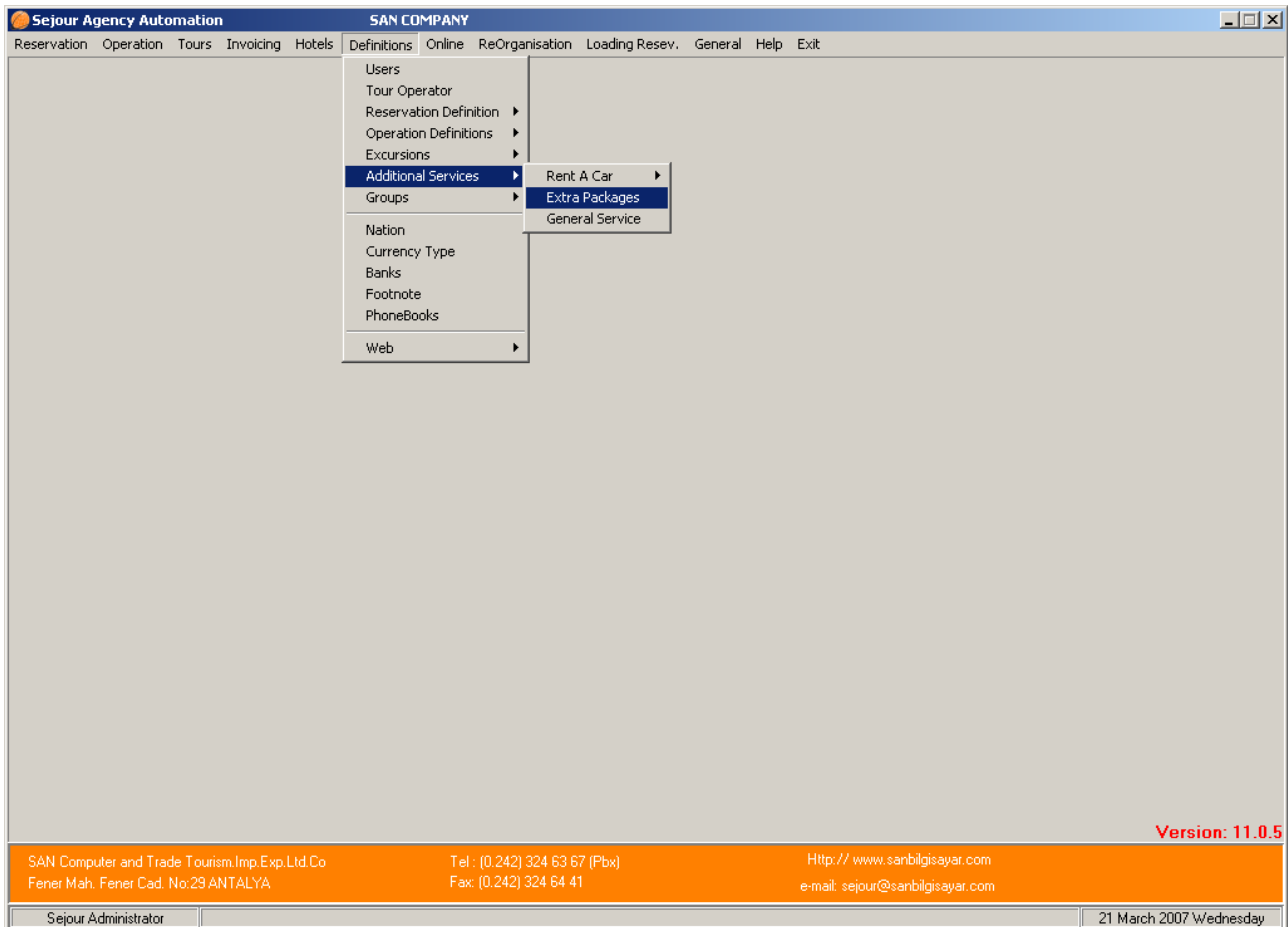 Sejour Agency Automation SAN COMPANY
Reservation Operation Tours Invoicing Hotels Definitions Online ReOrganisation Loading Resev. General Help Exit
Users
Tour Operator
Reservation Definition
Operation Definitions
Excursions
Additional Services
Groups
Nation
Currency Type
Banks
Footnote
PhoneBooks
Web
Rent A Car
Extra Packages
General Service
Version: 11.0.5
SAN Computer and Trade Tourism.Imp.Exp.Ltd.Co
Fener Mah. Fener Cad. No:29 ANTALYA
Tel : (0.242) 324 63 67 (Pbx)
Fax: (0.242) 324 64 41
Http:// www.sanbilgisayar.com
e-mail: sejour@sanbilgisayar.com
Sejour Administrator
21 March 2007 Wednesday